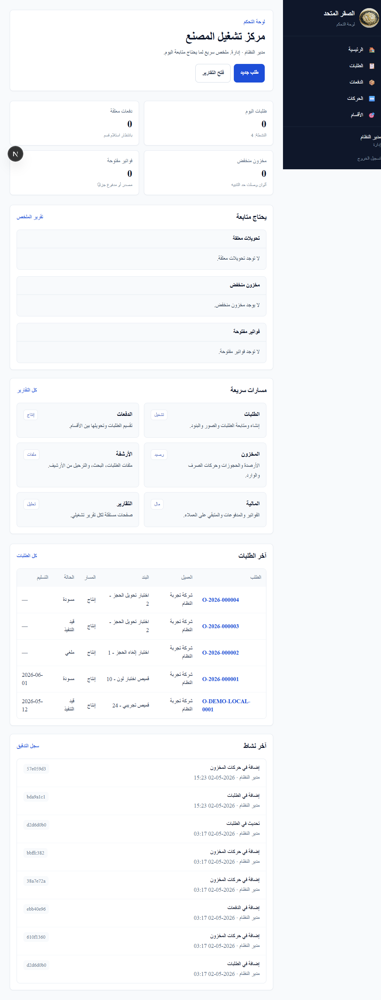 الصقر المتحد
لوحة التحكم
الرئيسية
الطلبات
الدفعات
الحركات
الأقسام
مدير النظام
إدارة
تسجيل الخروج
لوحة التحكم
مركز تشغيل المصنع
مدير النظام · إدارة. ملخص سريع لما يحتاج متابعة اليوم.
طلب جديد
فتح التقارير
طلبات اليوم
0
النشطة: 4
دفعات معلقة
0
بانتظار استلام قسم
مخزون منخفض
0
ألوان وصلت حد التنبيه
فواتير مفتوحة
0
مصدر أو مدفوع جزئيًا
N
يحتاج متابعة
تقرير الملخص
تحويلات معلقة
لا توجد تحويلات معلقة.
مخزون منخفض
لا يوجد مخزون منخفض.
فواتير مفتوحة
لا توجد فواتير مفتوحة.
مسارات سريعة
كل التقارير
الطلبات
تشغيل
إنشاء ومتابعة الطلبات والصور والبنود.
الدفعات
إنتاج
تقسيم الطلبات وتحويلها بين الأقسام.
المخزون
رصيد
الأرصدة والحجوزات وحركات الصرف
والوارد.
الأرشفة
ملفات
ملفات الطلبات، البحث، والترحيل من الأرشيف.
المالية
مال
الفواتير والمدفوعات والمتبقي على العملاء.
التقارير
تحليل
صفحات مستقلة لكل تقرير تشغيلي.
آخر الطلبات
كل الطلبات
الطلب العميل البند المسار الحالة التسليم
O-2026-000004 شركة تجربة النظام اختبار تحويل الحجز - 2 إنتاج مسودة —
O-2026-000003 شركة تجربة النظام اختبار تحويل الحجز - 2 إنتاج قيد التنفيذ —
O-2026-000002 شركة تجربة النظام اختبار إلغاء الحجز - 1 إنتاج ملغي —
O-2026-000001 شركة تجربة النظام قميص اختبار لون - 10 إنتاج مسودة 2026-06-01
O-DEMO-LOCAL-0001 شركة تجربة النظام قميص تجريبي - 24 إنتاج قيد التنفيذ 2026-05-12
آخر نشاط
سجل التدقيق
إضافة في حركات المخزون
57e059d3
مدير النظام · 2026-05-02 15:23
إضافة في الطلبات
bda9a1c1
مدير النظام · 2026-05-02 15:23
تحديث في الطلبات
d2d6d0b0
مدير النظام · 2026-05-02 03:17
إضافة في حركات المخزون
bbffc382
مدير النظام · 2026-05-02 03:17
إضافة في حركات المخزون
38a7e72a
مدير النظام · 2026-05-02 03:17
إضافة في الدفعات
ebb40e96
مدير النظام · 2026-05-02 03:17
إضافة في حركات المخزون
610f1360
مدير النظام · 2026-05-02 03:17
إضافة في الطلبات
d2d6d0b0
مدير النظام · 2026-05-02 03:17